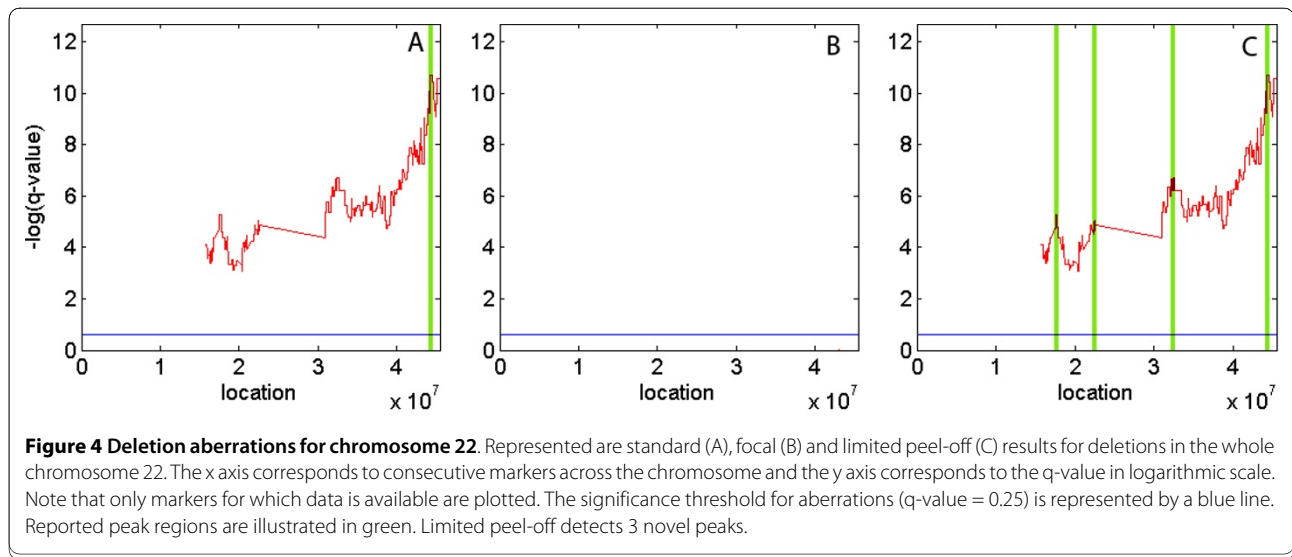 A
B
C
12
10
8
6
4
2
0
-log(q-value)
0
1
2
3
4
location
x 10^7
12
10
8
6
4
2
0
0
1
2
3
4
location
x 10^7
12
10
8
6
4
2
0
0
1
2
3
4
location
x 10^7
Figure 4 Deletion aberrations for chromosome 22. Represented are standard (A), focal (B) and limited peel-off (C) results for deletions in the whole
chromosome 22. The x axis corresponds to consecutive markers across the chromosome and the y axis corresponds to the q-value in logarithmic scale.
Note that only markers for which data is available are plotted. The significance threshold for aberrations (q-value = 0.25) is represented by a blue line.
Reported peak regions are illustrated in green. Limited peel-off detects 3 novel peaks.